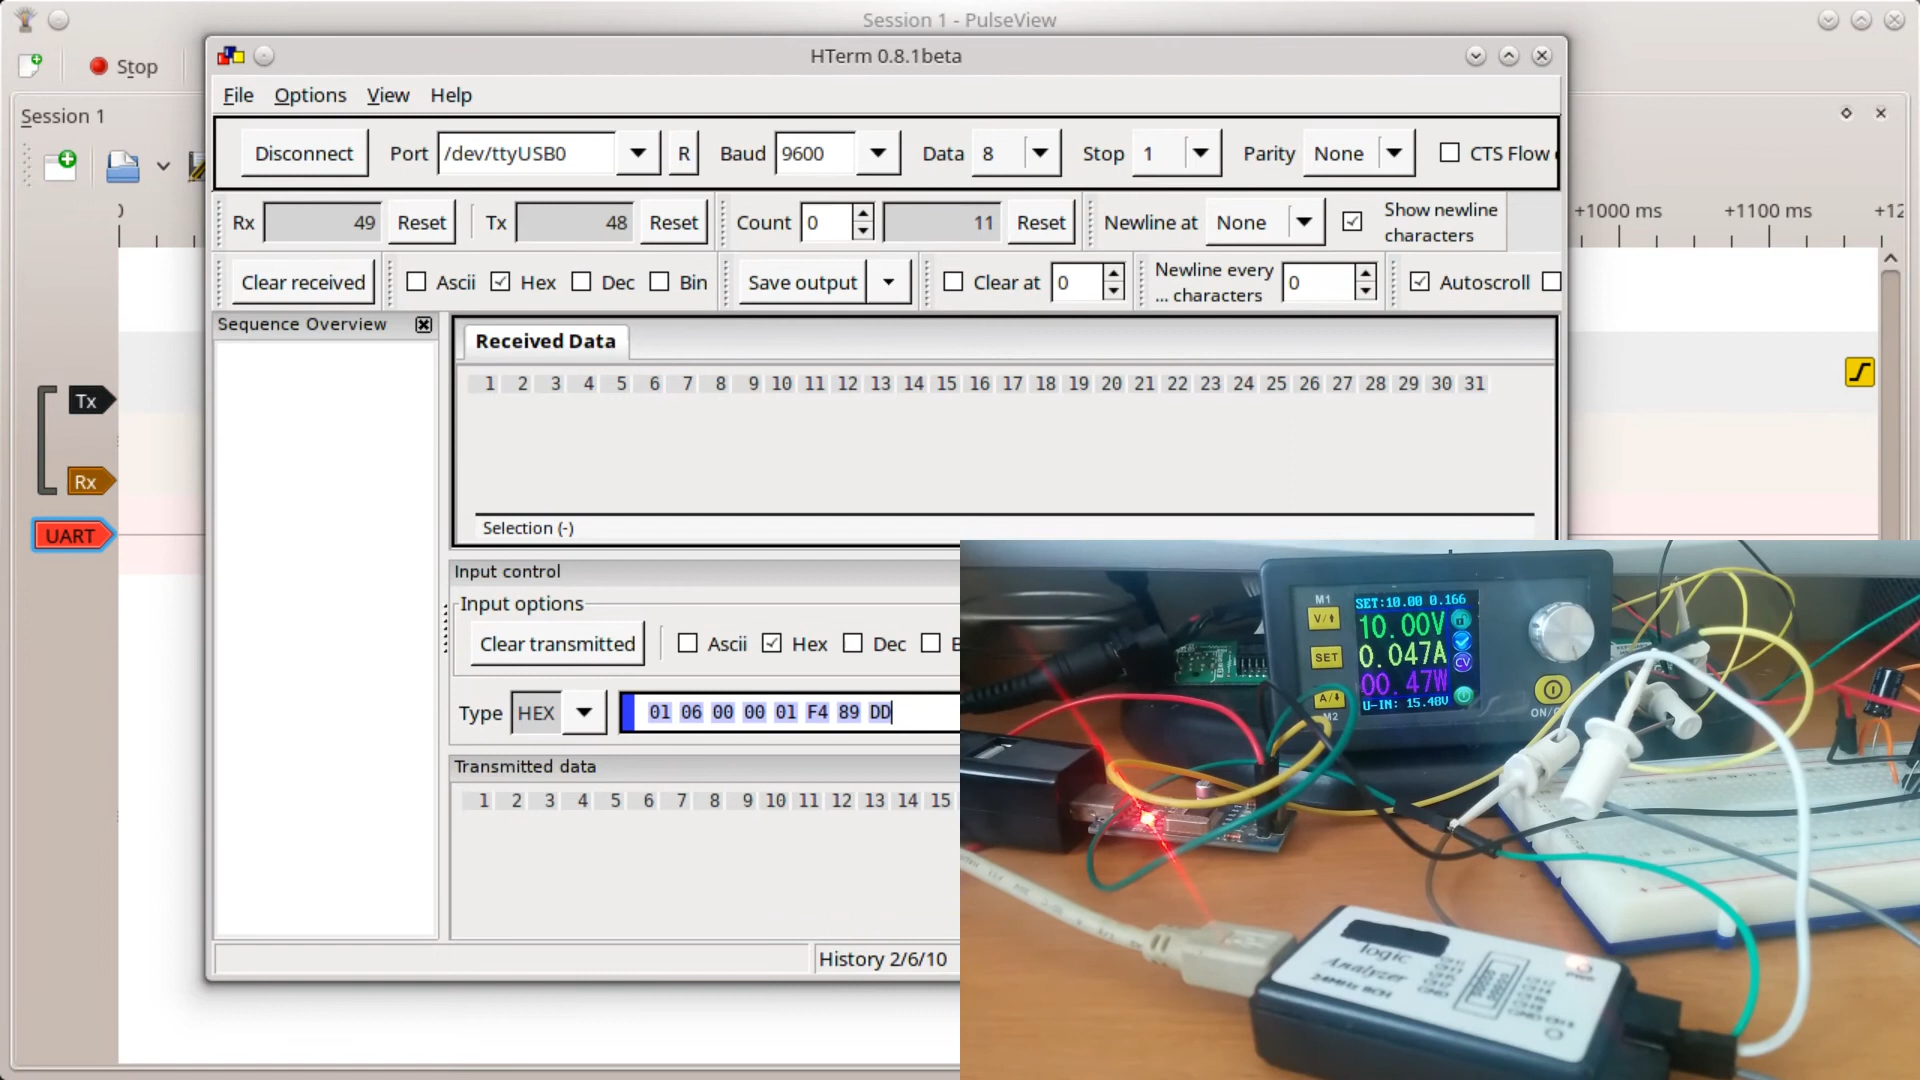 Session 1 - PulseView
Stop
Session 1
HTerm 0.8.1beta
File Options View Help
Disconnect Port /dev/ttyUSB0 R Baud 9600 Data 8 Stop 1 Parity None CTS Flow
Rx 49 Reset Tx 48 Reset Count 0 11 Reset Newline at None Show newline characters
+1000 ms +1100 ms +12
Clear received Ascii Hex Dec Bin Save output Clear at 0 Newline every ... characters 0 Autoscroll
Sequence Overview
Received Data
1 2 3 4 5 6 7 8 9 10 11 12 13 14 15 16 17 18 19 20 21 22 23 24 25 26 27 28 29 30 31
Tx
Rx
UART
Selection (-)
Input control
Input options
Clear transmitted Ascii Hex Dec B
Type HEX 01 06 00 00 01 F4 89 DD
Transmitted data
1 2 3 4 5 6 7 8 9 10 11 12 13 14 15
History 2/6/10
M1
V/
SET
A/
M2
SET:10.00 0.166
10.00V
0.047A
CV
00.47W
U-IN: 15.48V
logic
Analyzer
24MHz 8CH